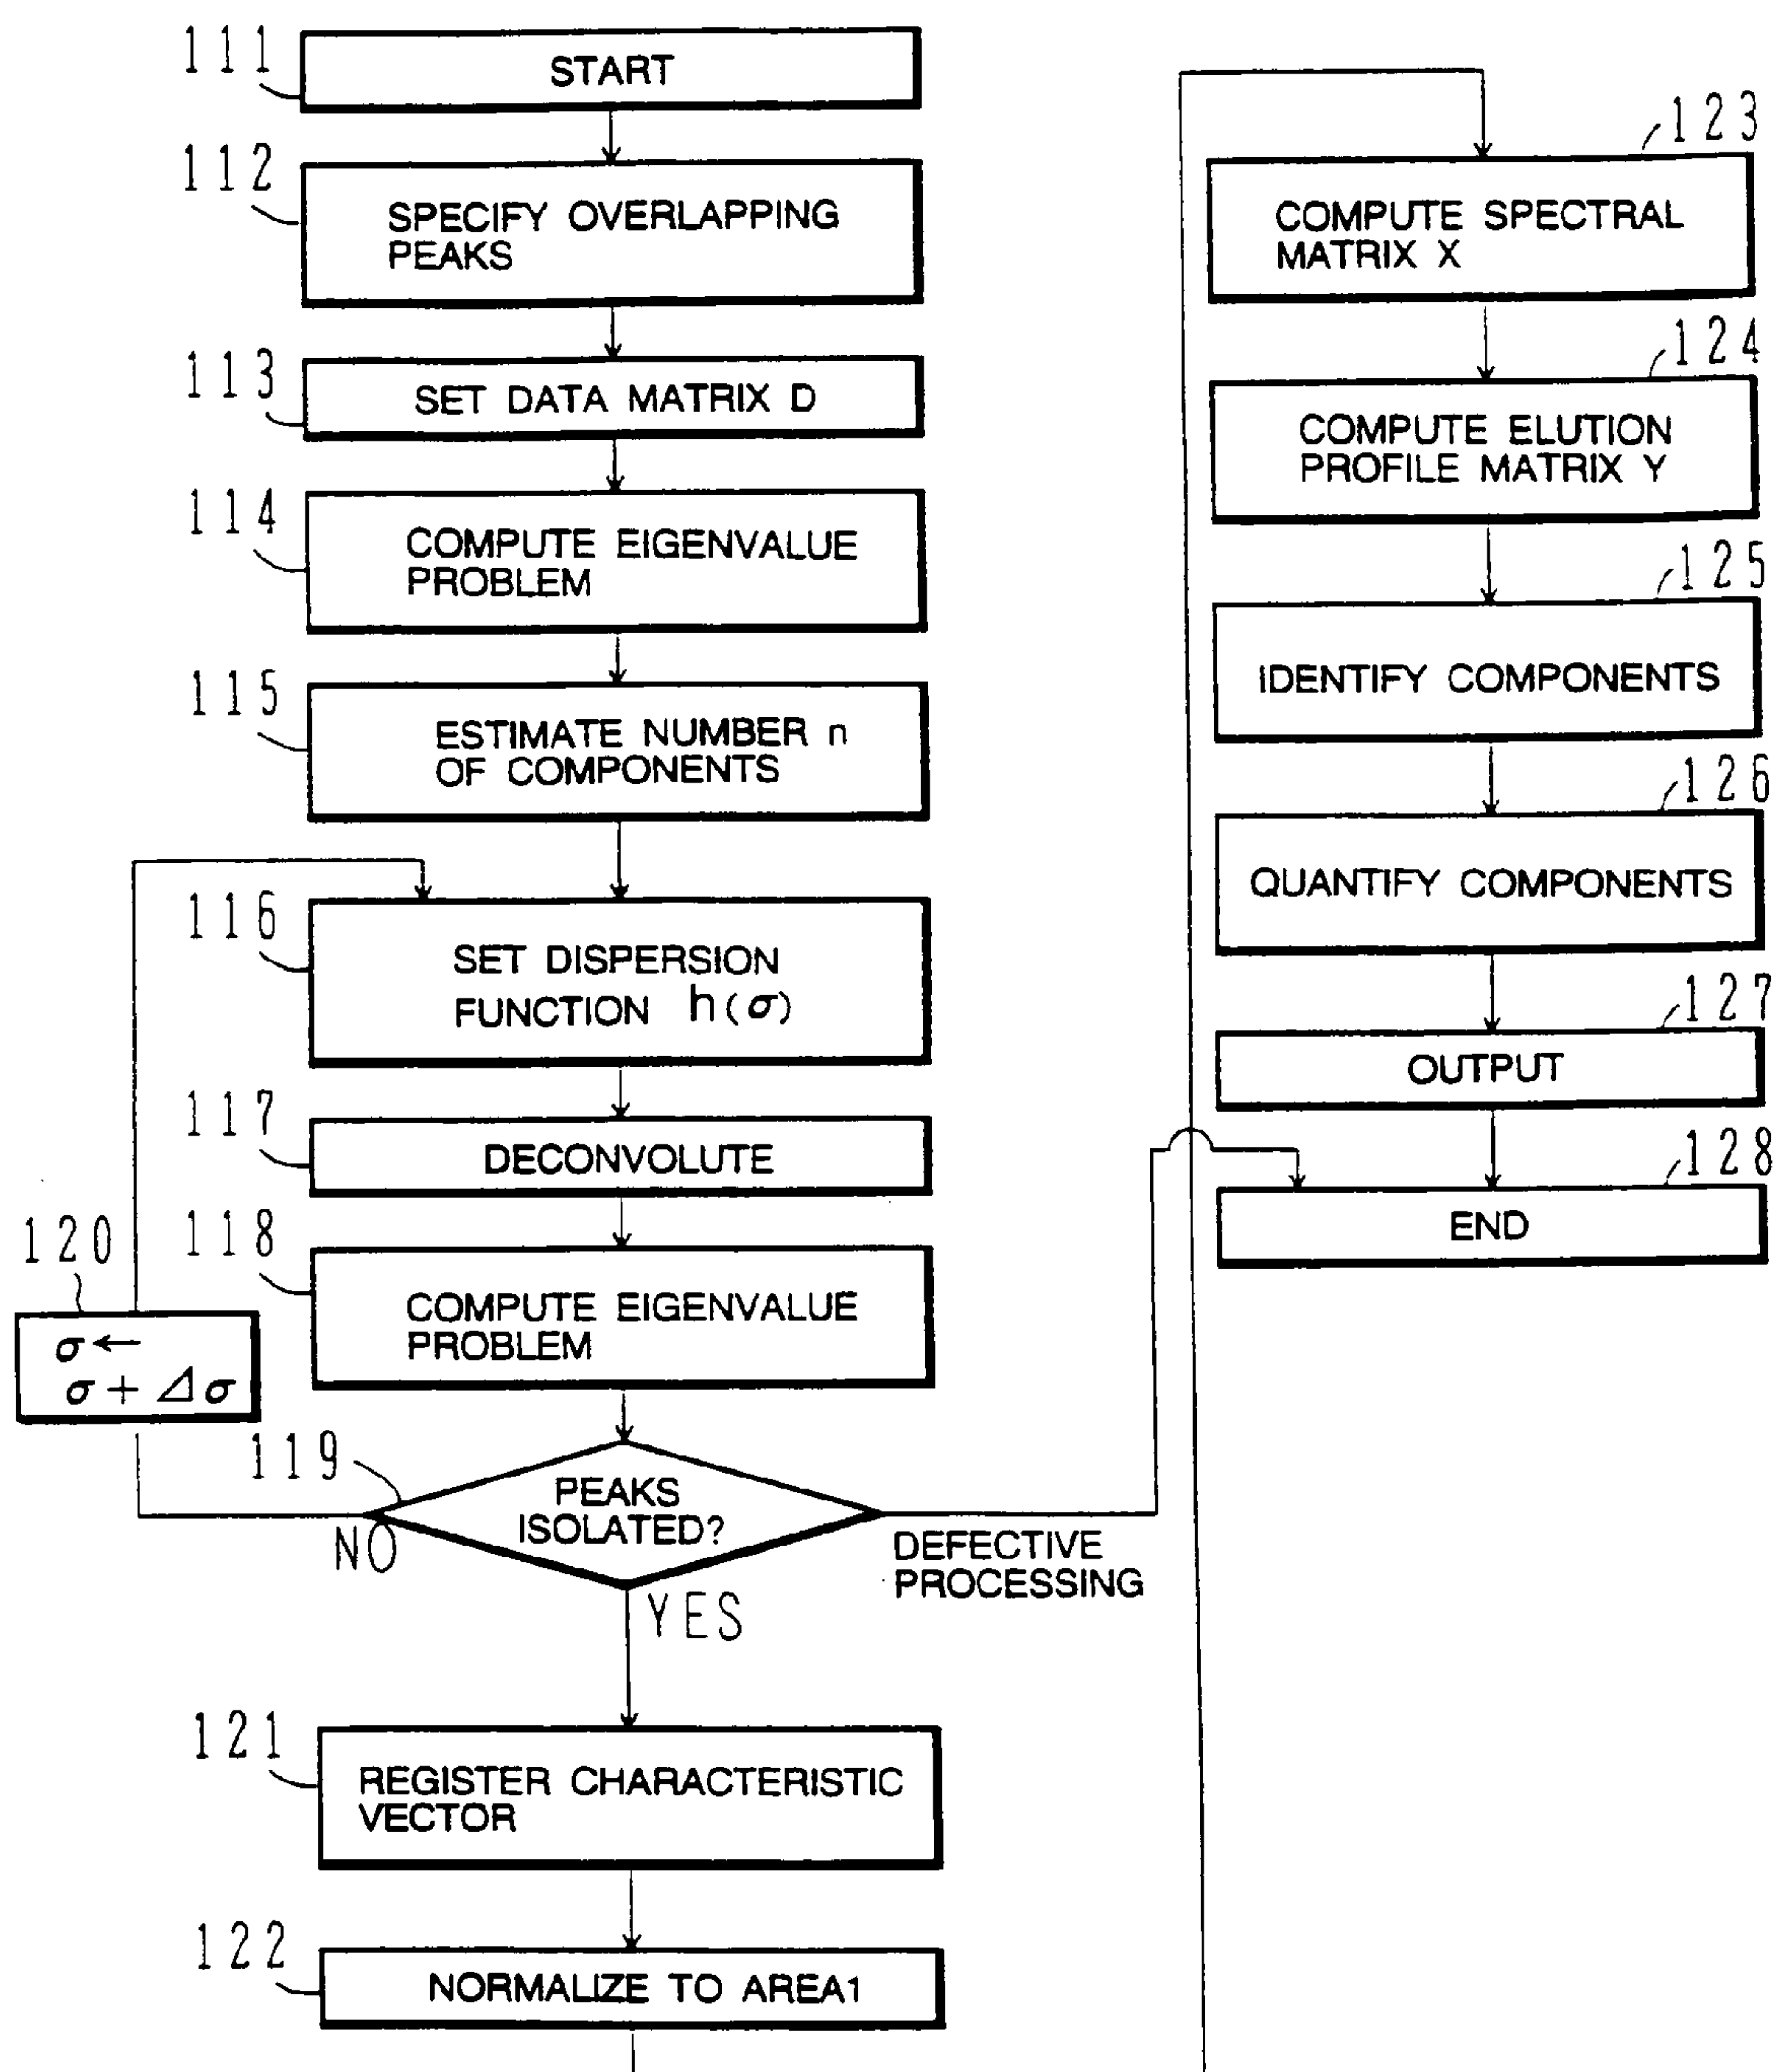 111
START
112
SPECIFY OVERLAPPING
PEAKS
113
SET DATA MATRIX D
114
COMPUTE EIGENVALUE
PROBLEM
115
ESTIMATE NUMBER n
OF COMPONENTS
116
SET DISPERSION
FUNCTION h(σ)
117
DECONVOLUTE
118
COMPUTE EIGENVALUE
PROBLEM
120
σ←
σ + Δσ
119
PEAKS
ISOLATED?
NO
YES
DEFECTIVE
PROCESSING
121
REGISTER CHARACTERISTIC
VECTOR
122
NORMALIZE TO AREA1
123
COMPUTE SPECTRAL
MATRIX X
124
COMPUTE ELUTION
PROFILE MATRIX Y
125
IDENTIFY COMPONENTS
126
QUANTIFY COMPONENTS
127
OUTPUT
128
END